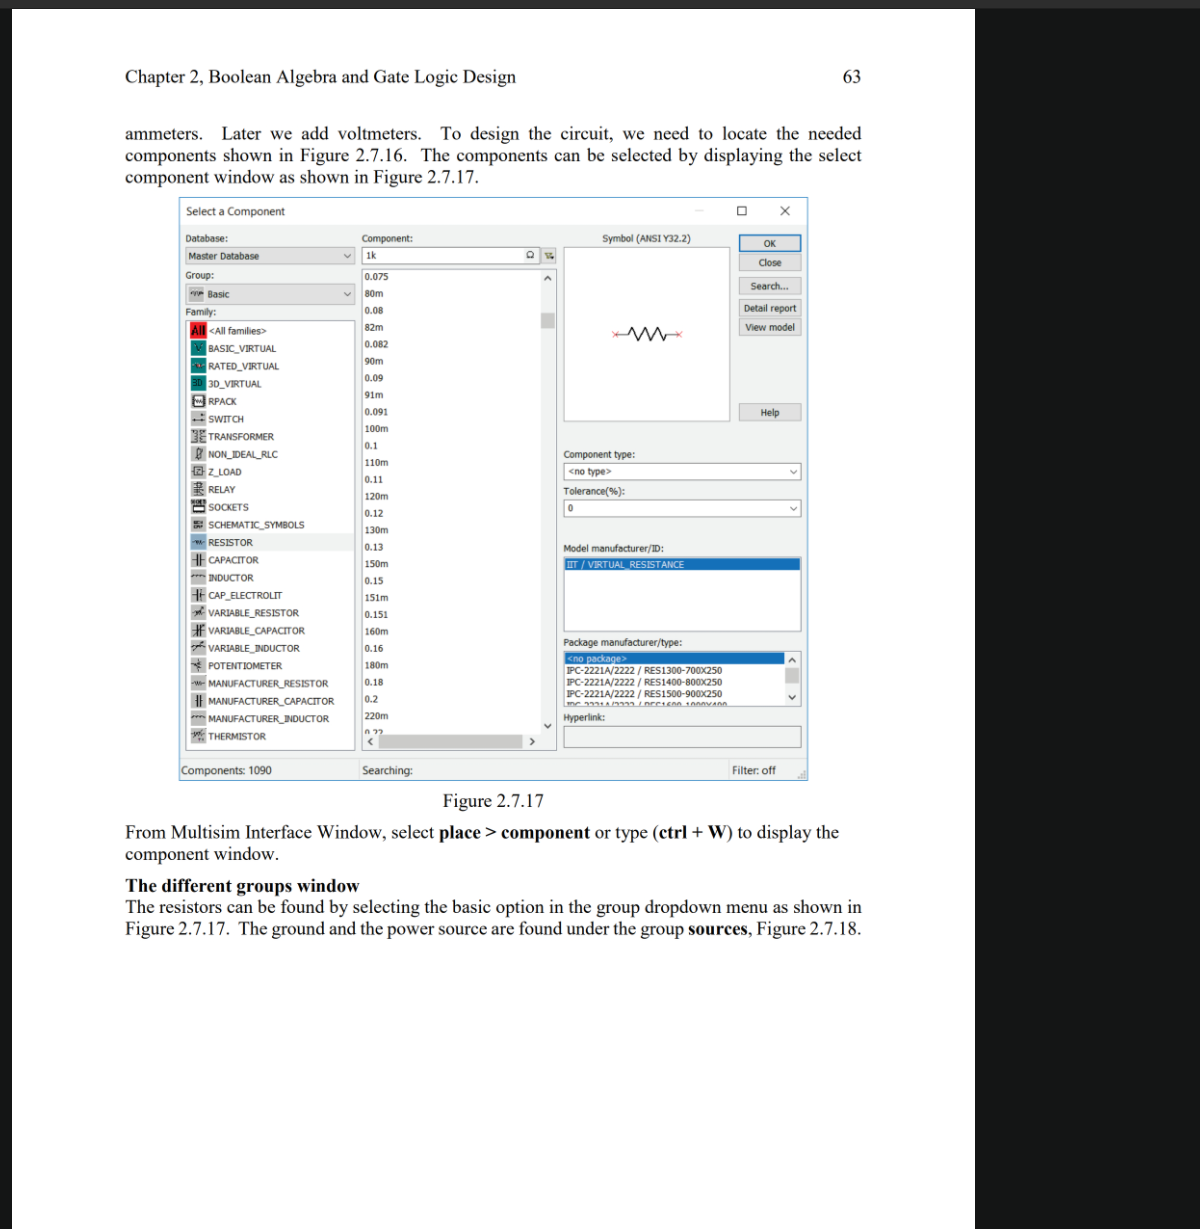 Chapter 2, Boolean Algebra and Gate Logic Design 63
ammeters. Later we add voltmeters. To design the circuit, we need to locate the needed
components shown in Figure 2.7.16. The components can be selected by displaying the select
component window as shown in Figure 2.7.17.
Select a Component
Database:
Master Database
Group:
Basic
Family:
All <All families>
BASIC_VIRTUAL
RATED_VIRTUAL
3D 3D_VIRTUAL
RPACK
SWITCH
TRANSFORMER
NON_IDEAL_RLC
Z_LOAD
RELAY
SOCKETS
SCHEMATIC_SYMBOLS
RESISTOR
CAPACITOR
INDUCTOR
CAP_ELECTROLIT
VARIABLE_RESISTOR
VARIABLE_CAPACITOR
VARIABLE_INDUCTOR
POTENTIOMETER
MANUFACTURER_RESISTOR
MANUFACTURER_CAPACITOR
MANUFACTURER_INDUCTOR
THERMISTOR
Component:
1k Ω
0.075
80m
0.08
82m
0.082
90m
0.09
91m
0.091
100m
0.1
110m
0.11
120m
0.12
130m
0.13
150m
0.15
151m
0.151
160m
0.16
180m
0.18
0.2
220m
0.22
Symbol (ANSI Y32.2)
OK
Close
Search...
Detail report
View model
Help
Component type:
<no type>
Tolerance(%):
0
Model manufacturer/ID:
IIT / VIRTUAL_RESISTANCE
Package manufacturer/type:
<no package>
IPC-2221A/2222 / RES1300-700X250
IPC-2221A/2222 / RES1400-800X250
IPC-2221A/2222 / RES1500-900X250
Hyperlink:
Components: 1090 Searching: Filter: off
Figure 2.7.17
From Multisim Interface Window, select place > component or type (ctrl + W) to display the
component window.
The different groups window
The resistors can be found by selecting the basic option in the group dropdown menu as shown in
Figure 2.7.17. The ground and the power source are found under the group sources, Figure 2.7.18.